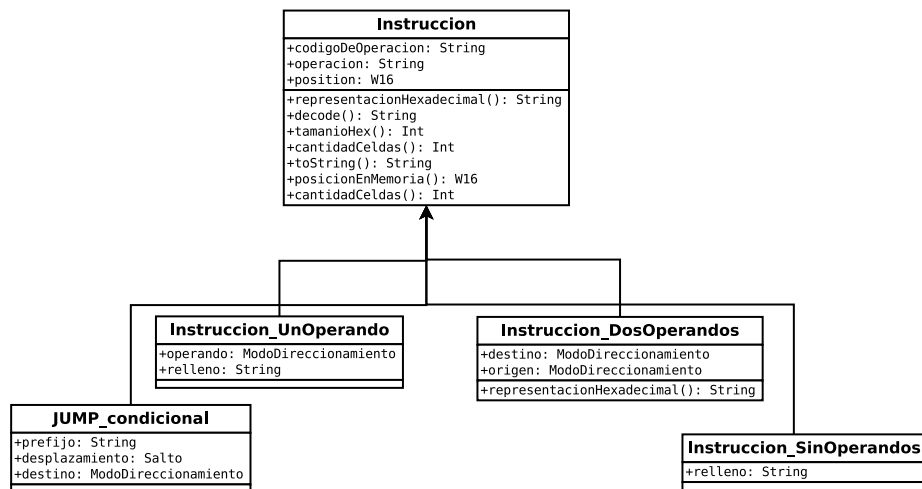 Instruccion
+codigoDeOperacion: String
+operacion: String
+position: W16
+representacionHexadecimal(): String
+decode(): String
+tamanioHex(): Int
+cantidadCeldas(): Int
+toString(): String
+posicionEnMemoria(): W16
+cantidadCeldas(): Int
Instruccion_UnOperando
+operando: ModoDireccionamiento
+relleno: String
Instruccion_DosOperandos
+destino: ModoDireccionamiento
+origen: ModoDireccionamiento
+representacionHexadecimal(): String
JUMP_condicional
+prefijo: String
+desplazamiento: Salto
+destino: ModoDireccionamiento
Instruccion_SinOperandos
+relleno: String